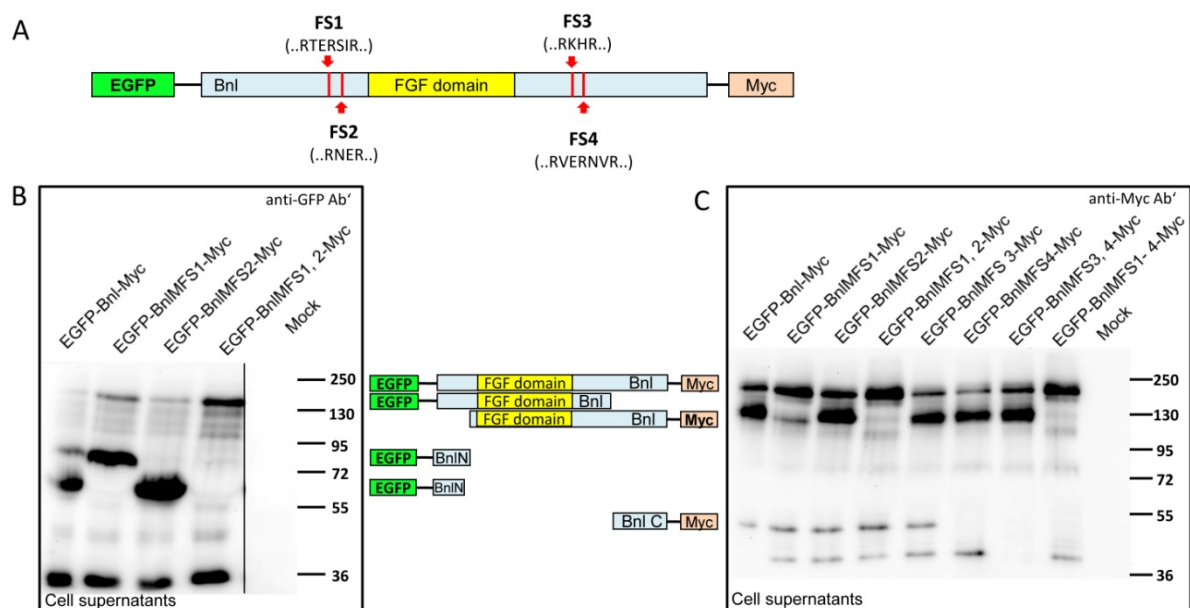 A
FS1
(..RTERSIR..)
FS3
(..RKHR..)
EGFP
Bnl
FGF domain
Myc
FS2
(..RNER..)
FS4
(..RVERNVR..)
B
anti-GFP Ab'
EGFP-Bnl-Myc
EGFP-BnlMFS1-Myc
EGFP-BnlMFS2-Myc
EGFP-BnlMFS1, 2-Myc
Mock
250
130
95
72
55
36
Cell supernatants
EGFP FGF domain Bnl Myc
EGFP FGF domain Bnl
FGF domain Bnl Myc
EGFP BnlN
EGFP BnlN
Bnl C Myc
C
anti-Myc Ab'
EGFP-Bnl-Myc
EGFP-BnlMFS1-Myc
EGFP-BnlMFS2-Myc
EGFP-BnlMFS1, 2-Myc
EGFP-BnlMFS 3-Myc
EGFP-BnlMFS4-Myc
EGFP-BnlMFS3, 4-Myc
EGFP-BnlMFS1- 4-Myc
Mock
250
130
95
72
55
36
Cell supernatants